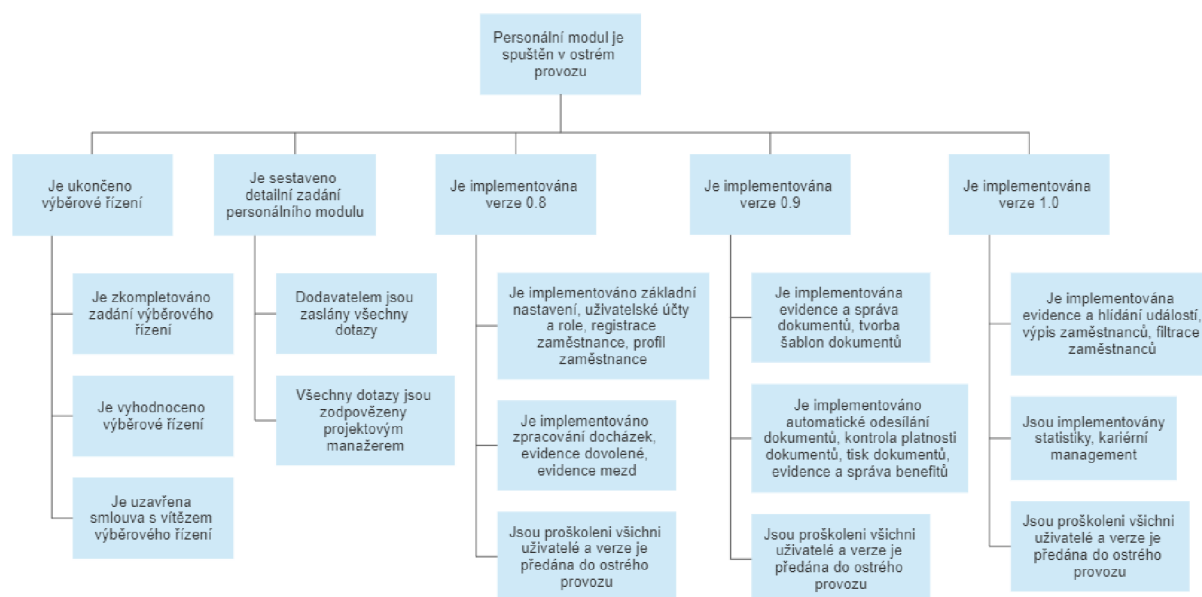 Personální modul je
spuštěn v ostrém
provozu
Je ukončeno
výběrové řízení
Je sestaveno
detailní zadání
personálního modulu
Je implementována
verze 0.8
Je implementována
verze 0.9
Je implementována
verze 1.0
Je zkompletováno
zadání výběrového
řízení
Je vyhodnoceno
výběrové řízení
Je uzavřena
smlouva s vítězem
výběrového řízení
Dodavatelem jsou
zaslány všechny
dotazy
Všechny dotazy jsou
zodpovězeny
projektovým
manažerem
Je implementováno základní
nastavení, uživatelské účty
a role, registrace
zaměstnance, profil
zaměstnance
Je implementováno
zpracování docházek,
evidence dovolené,
evidence mezd
Jsou proškoleni všichni
uživatelé a verze je
předána do ostrého
provozu
Je implementována
evidence a správa
dokumentů, tvorba
šablon dokumentů
Je implementováno
automatické odesílání
dokumentů, kontrola platnosti
dokumentů, tisk dokumentů,
evidence a správa benefitů
Jsou proškoleni všichni
uživatelé a verze je
předána do ostrého
provozu
Je implementována
evidence a hlídání událostí,
výpis zaměstnanců, filtrace
zaměstnanců
Jsou implementovány
statistiky, kariérní
management
Jsou proškoleni všichni
uživatelé a verze je
předána do ostrého
provozu